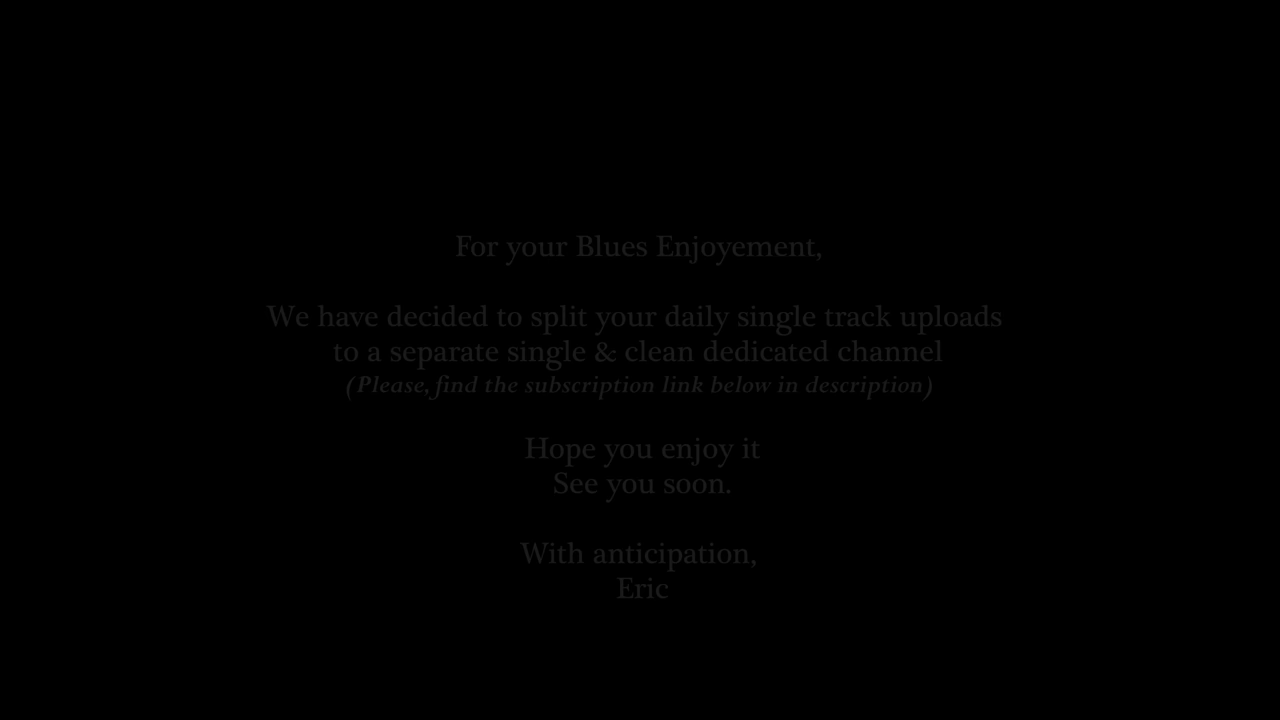 For your Blues Enjoyement,
We have decided to split your daily single track uploads
to a separate single & clean dedicated channel
(Please, find the subscription link below in description)
Hope you enjoy it
See you soon.
With anticipation,
Eric